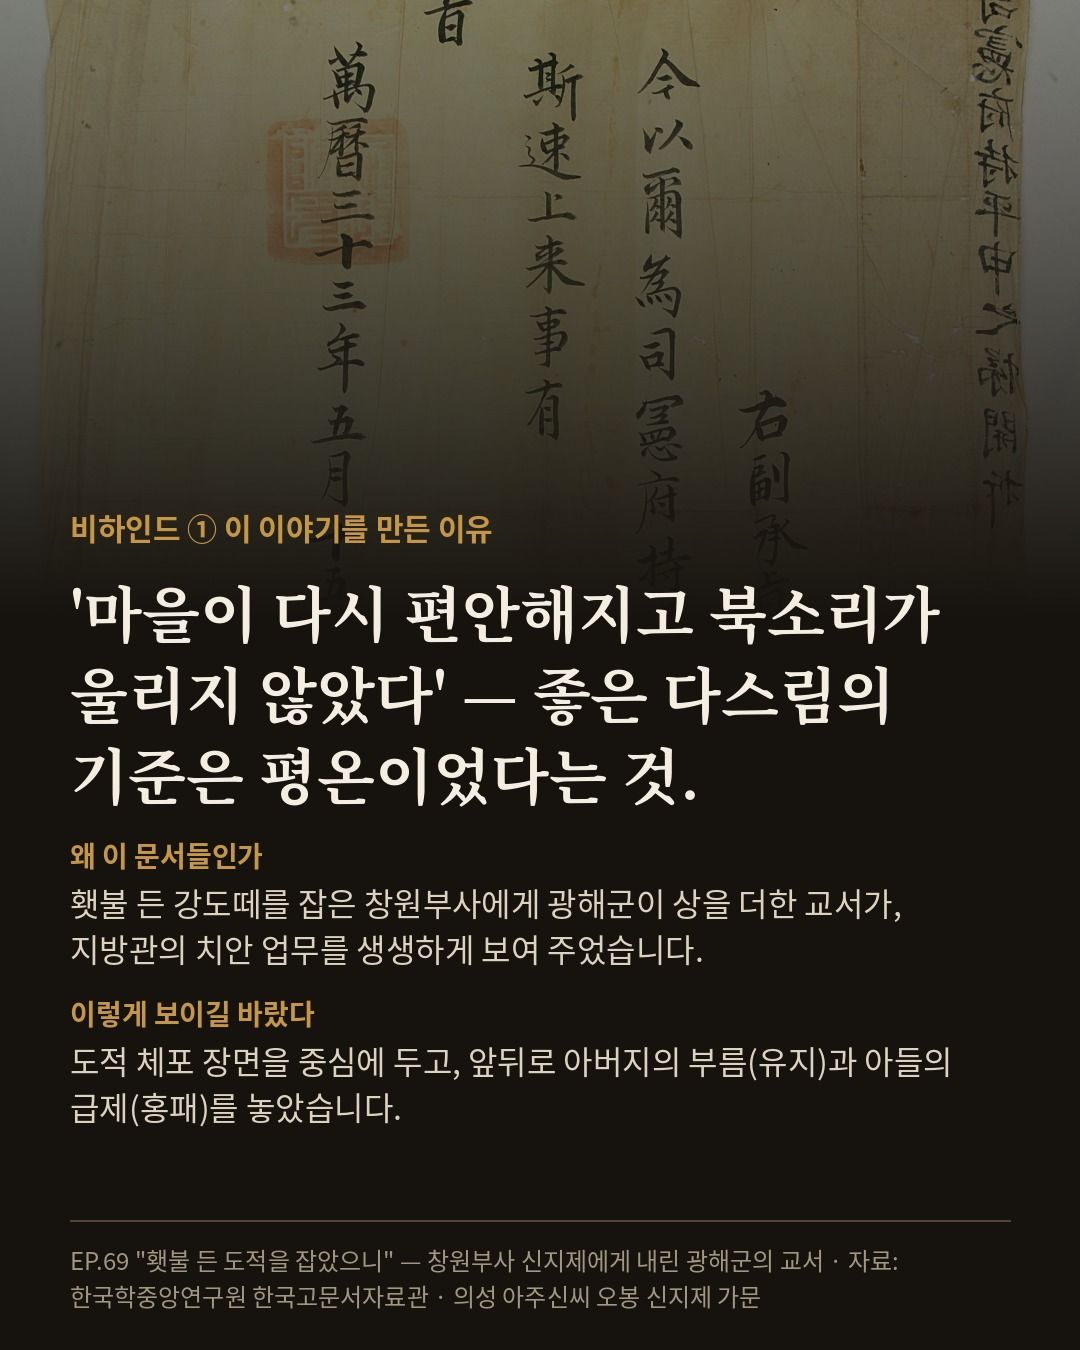 右副承
今以爾為司憲府持
斯速上来事有
旨
萬曆三十三年五月十五
비하인드 ① 이 이야기를 만든 이유
'마을이 다시 편안해지고 북소리가
울리지 않았다' — 좋은 다스림의
기준은 평온이었다는 것.
왜 이 문서들인가
횃불 든 강도떼를 잡은 창원부사에게 광해군이 상을 더한 교서가,
지방관의 치안 업무를 생생하게 보여 주었습니다.
이렇게 보이길 바랐다
도적 체포 장면을 중심에 두고, 앞뒤로 아버지의 부름(유지)과 아들의
급제(홍패)를 놓았습니다.
EP.69 "횃불 든 도적을 잡았으니" — 창원부사 신지제에게 내린 광해군의 교서 · 자료:
한국학중앙연구원 한국고문서자료관 · 의성 아주신씨 오봉 신지제 가문